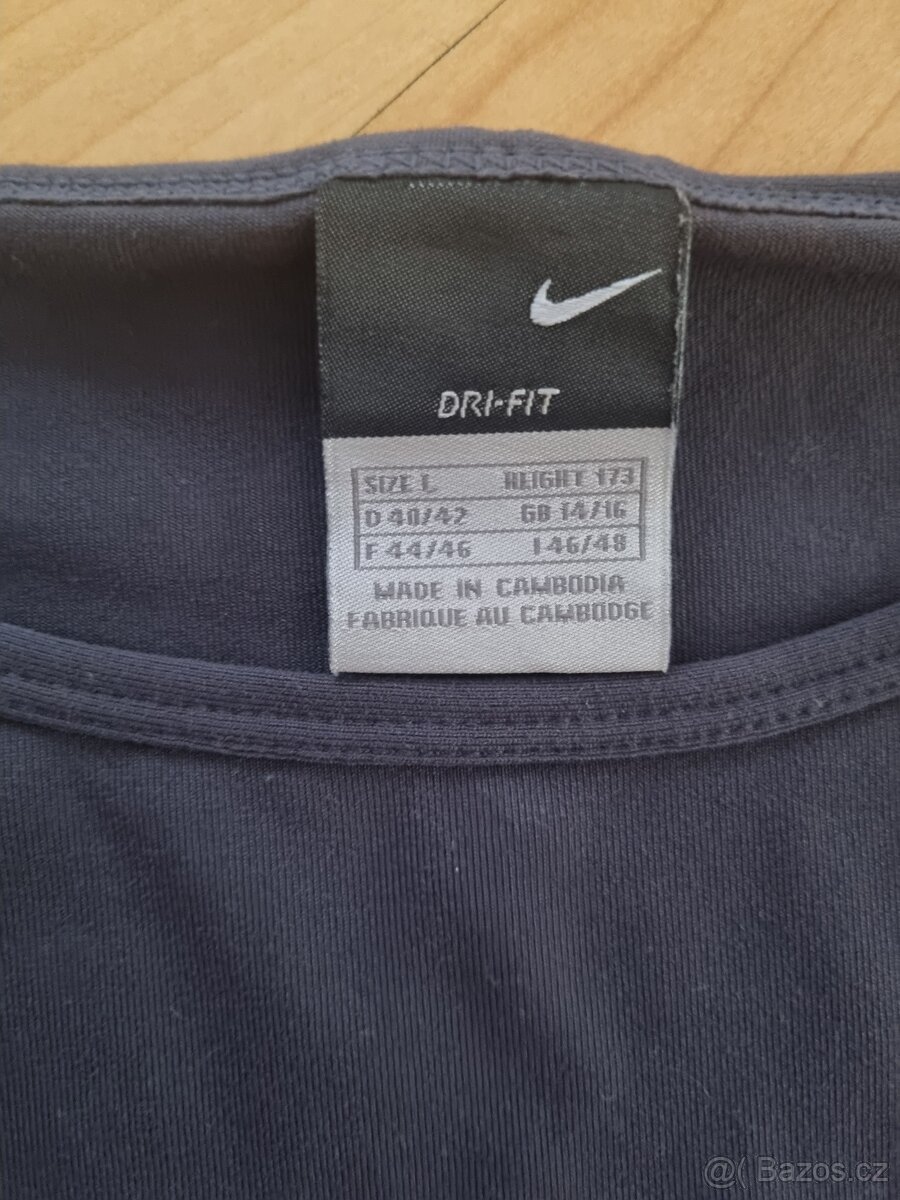 DRI-FIT
SIZE L HEIGHT 173
D 40/42 GB 14/16
F 44/46 I 46/48
MADE IN CAMBODIA
FABRIQUE AU CAMBODGE
@( Bazos.cz